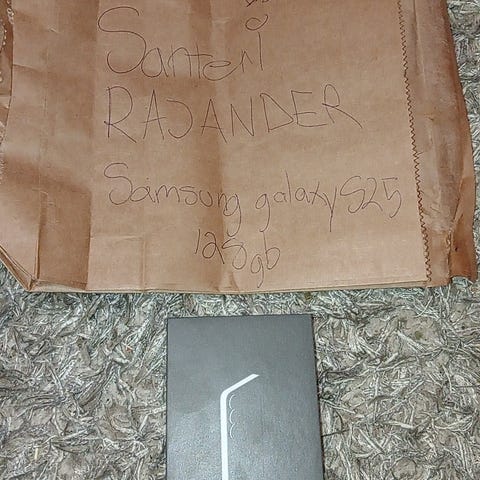 Santeri
RAJANDER
Samsung galaxy S25
128gb